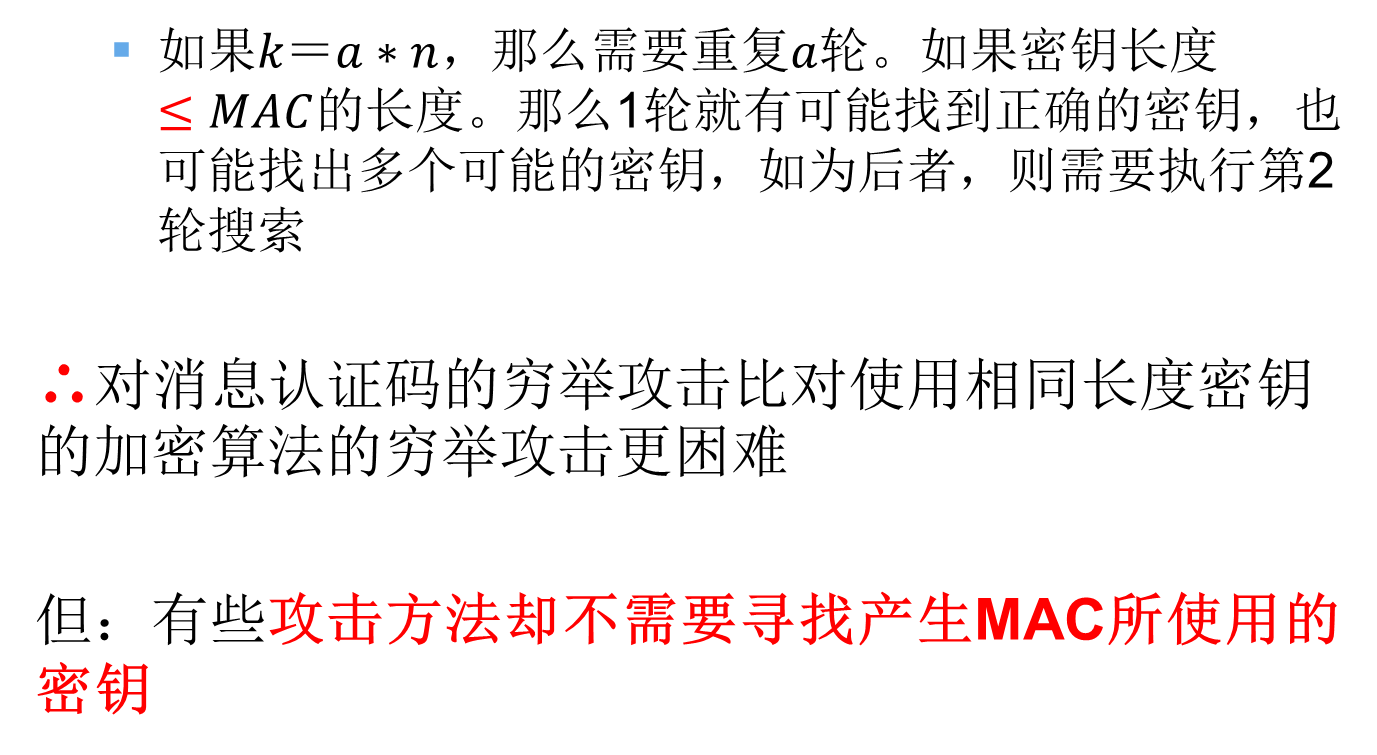 ▪ 如果𝑘＝𝑎 ∗ 𝑛，那么需要重复𝑎轮。如果密钥长度
≤ 𝑀𝐴𝐶的长度。那么1轮就有可能找到正确的密钥，也
可能找出多个可能的密钥，如为后者，则需要执行第2
轮搜索
∴对消息认证码的穷举攻击比对使用相同长度密钥
的加密算法的穷举攻击更困难
但：有些攻击方法却不需要寻找产生MAC所使用的
密钥